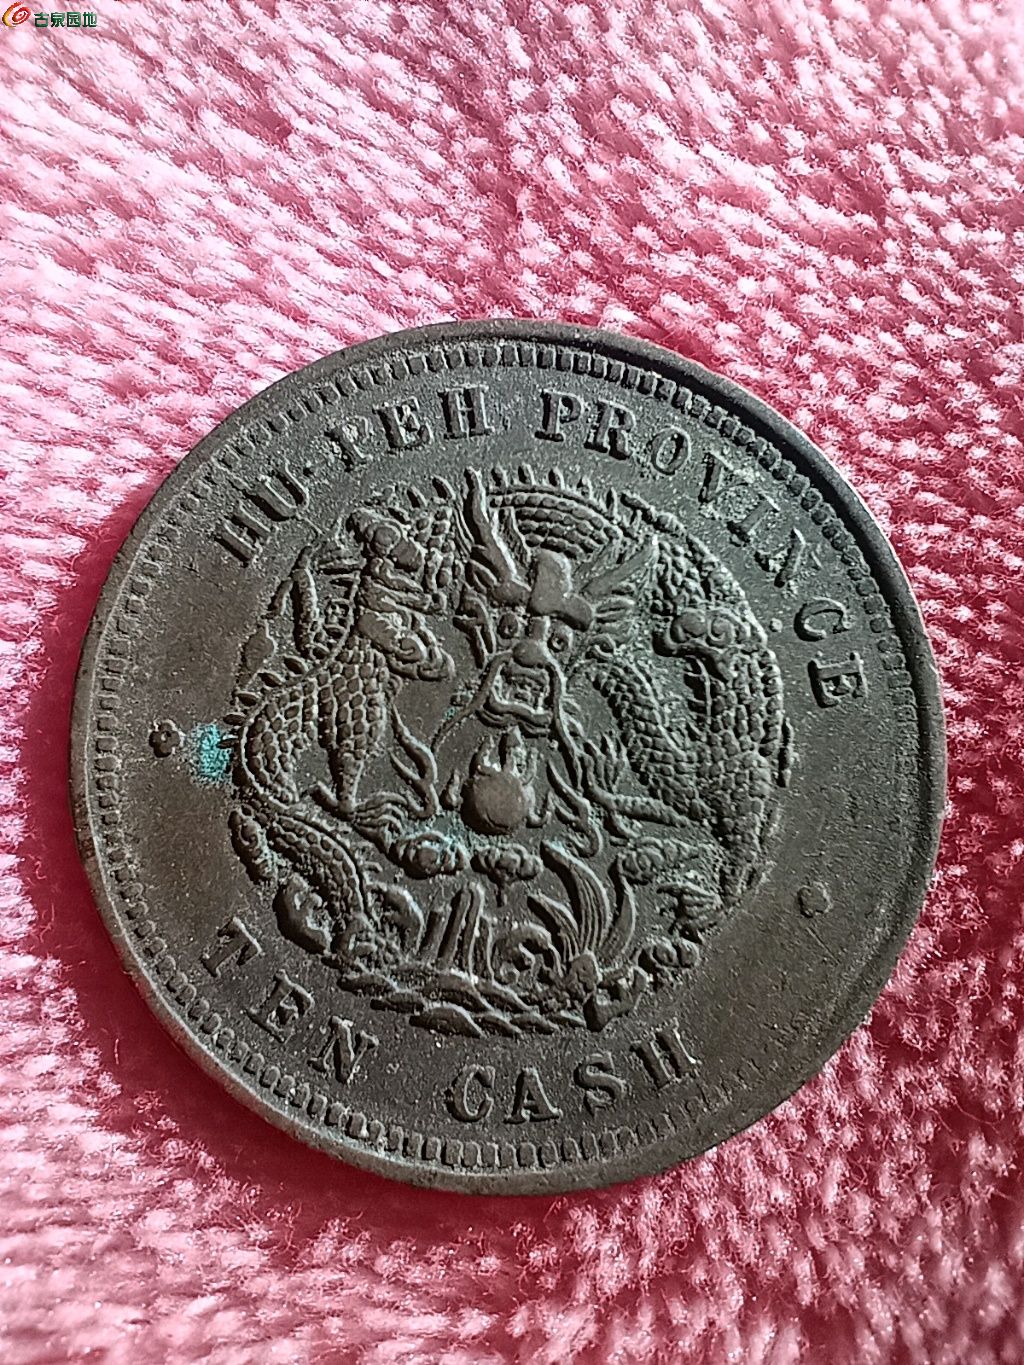 古泉园地
HU-PEH PROVINCE
TEN CASH